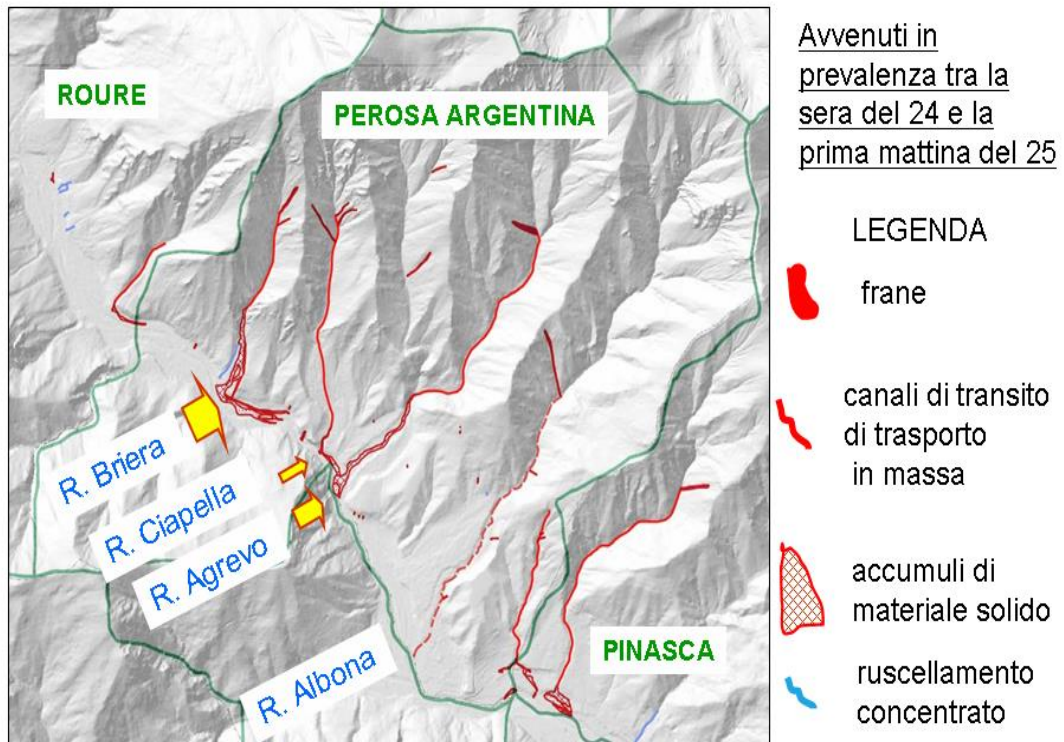 ROURE
PEROSA ARGENTINA
R. Briera
R. Ciapella
R. Agrevo
R. Albona
PINASCA
Avvenuti in
prevalenza tra la
sera del 24 e la
prima mattina del 25
LEGENDA
frane
canali di transito
di trasporto
in massa
accumuli di
materiale solido
ruscellamento
concentrato